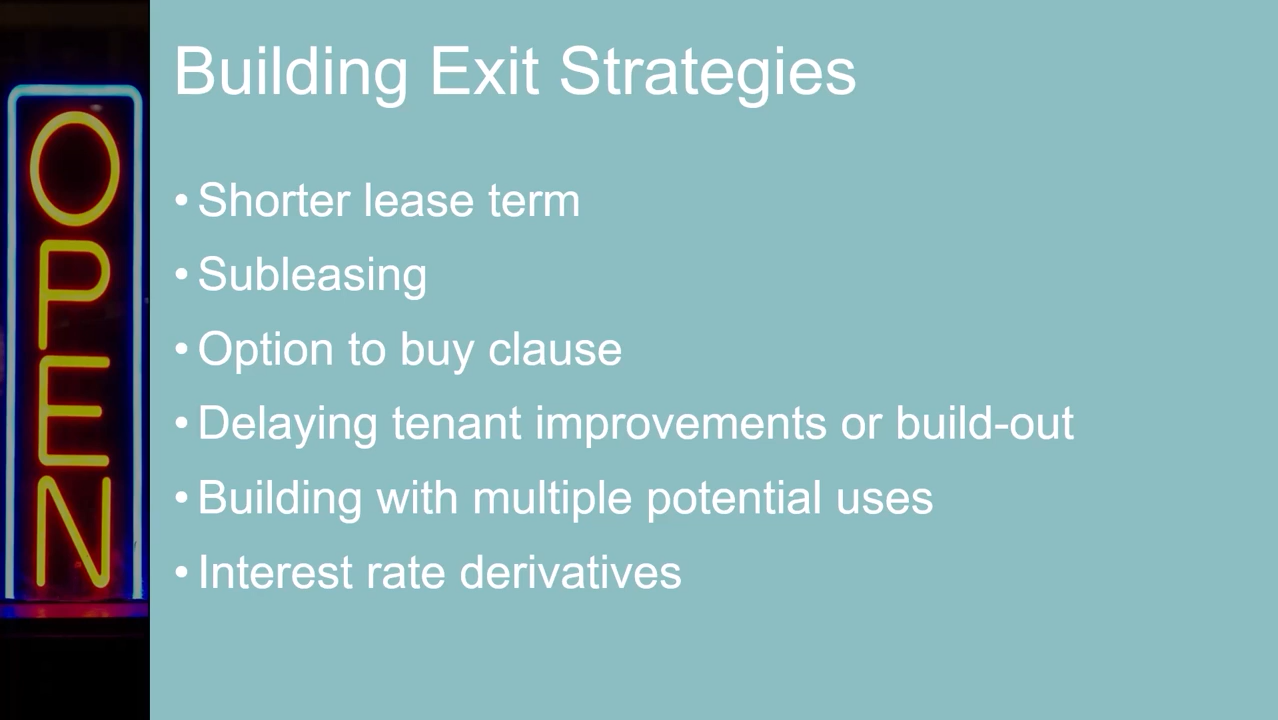 OPEN
Building Exit Strategies
• Shorter lease term
• Subleasing
• Option to buy clause
• Delaying tenant improvements or build-out
• Building with multiple potential uses
• Interest rate derivatives